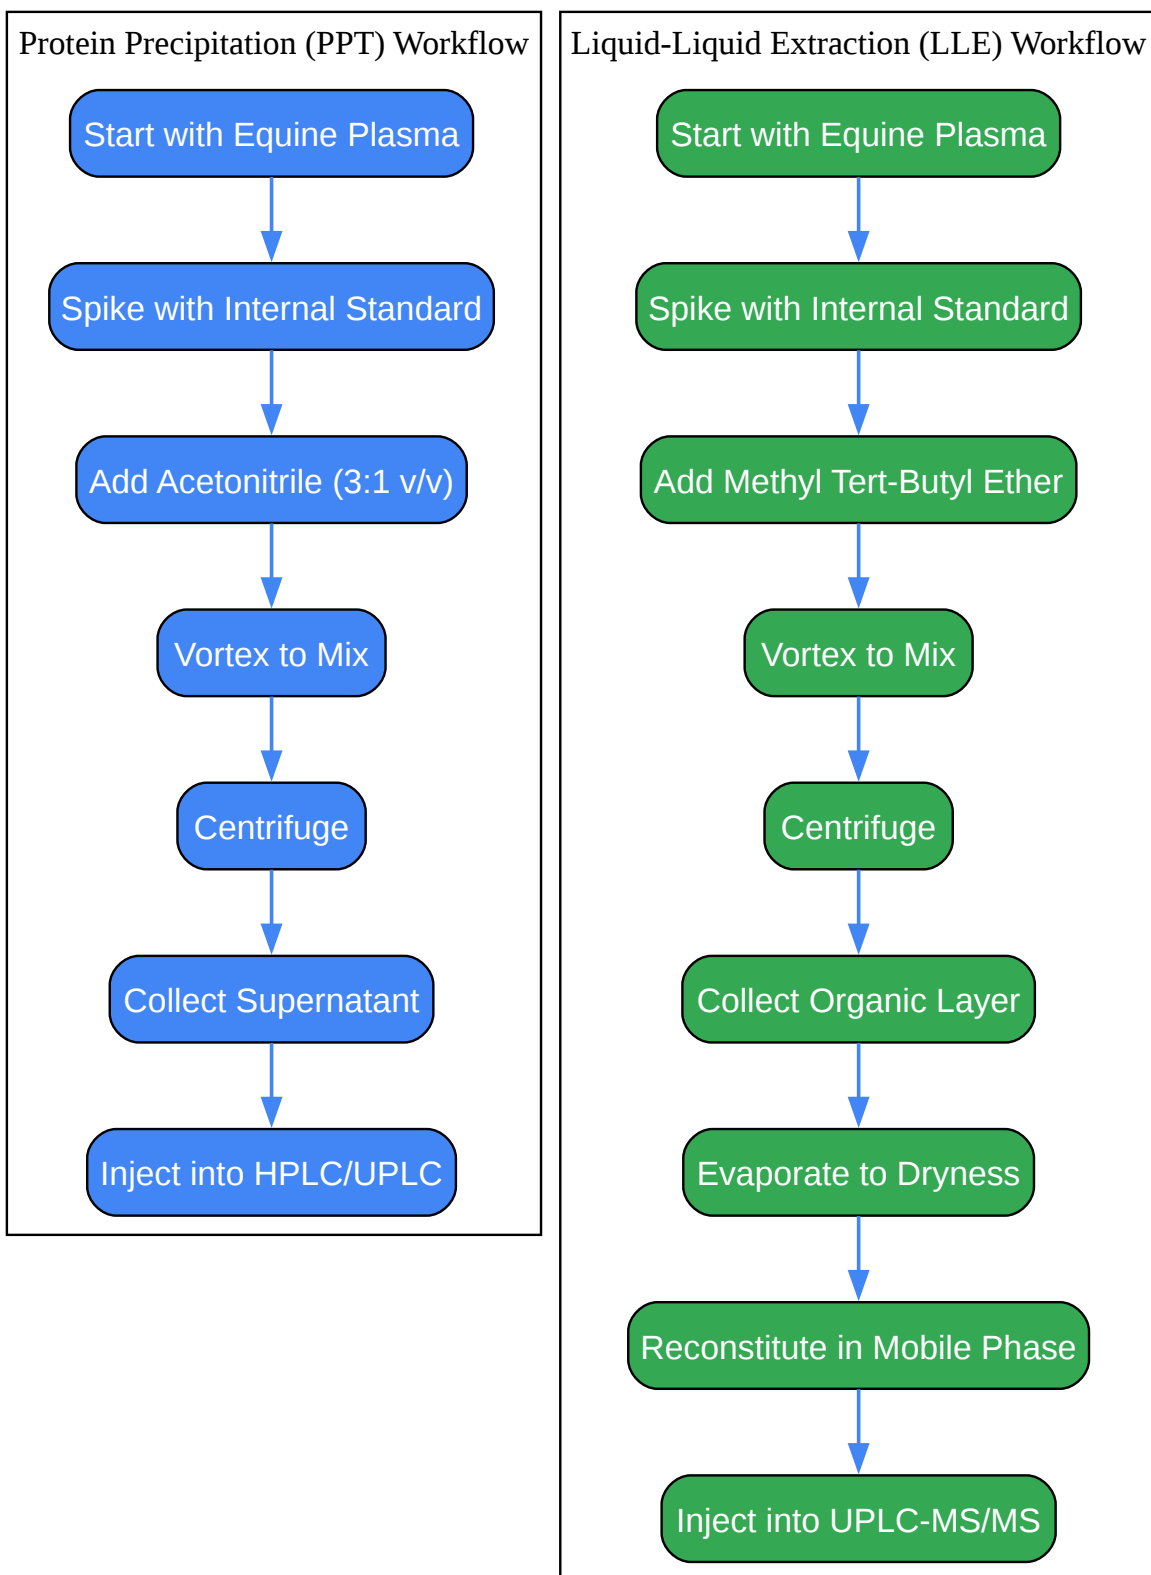 Protein Precipitation (PPT) Workflow
Start with Equine Plasma
Spike with Internal Standard
Add Acetonitrile (3:1 v/v)
Vortex to Mix
Centrifuge
Collect Supernatant
Inject into HPLC/UPLC
Liquid-Liquid Extraction (LLE) Workflow
Start with Equine Plasma
Spike with Internal Standard
Add Methyl Tert-Butyl Ether
Vortex to Mix
Centrifuge
Collect Organic Layer
Evaporate to Dryness
Reconstitute in Mobile Phase
Inject into UPLC-MS/MS